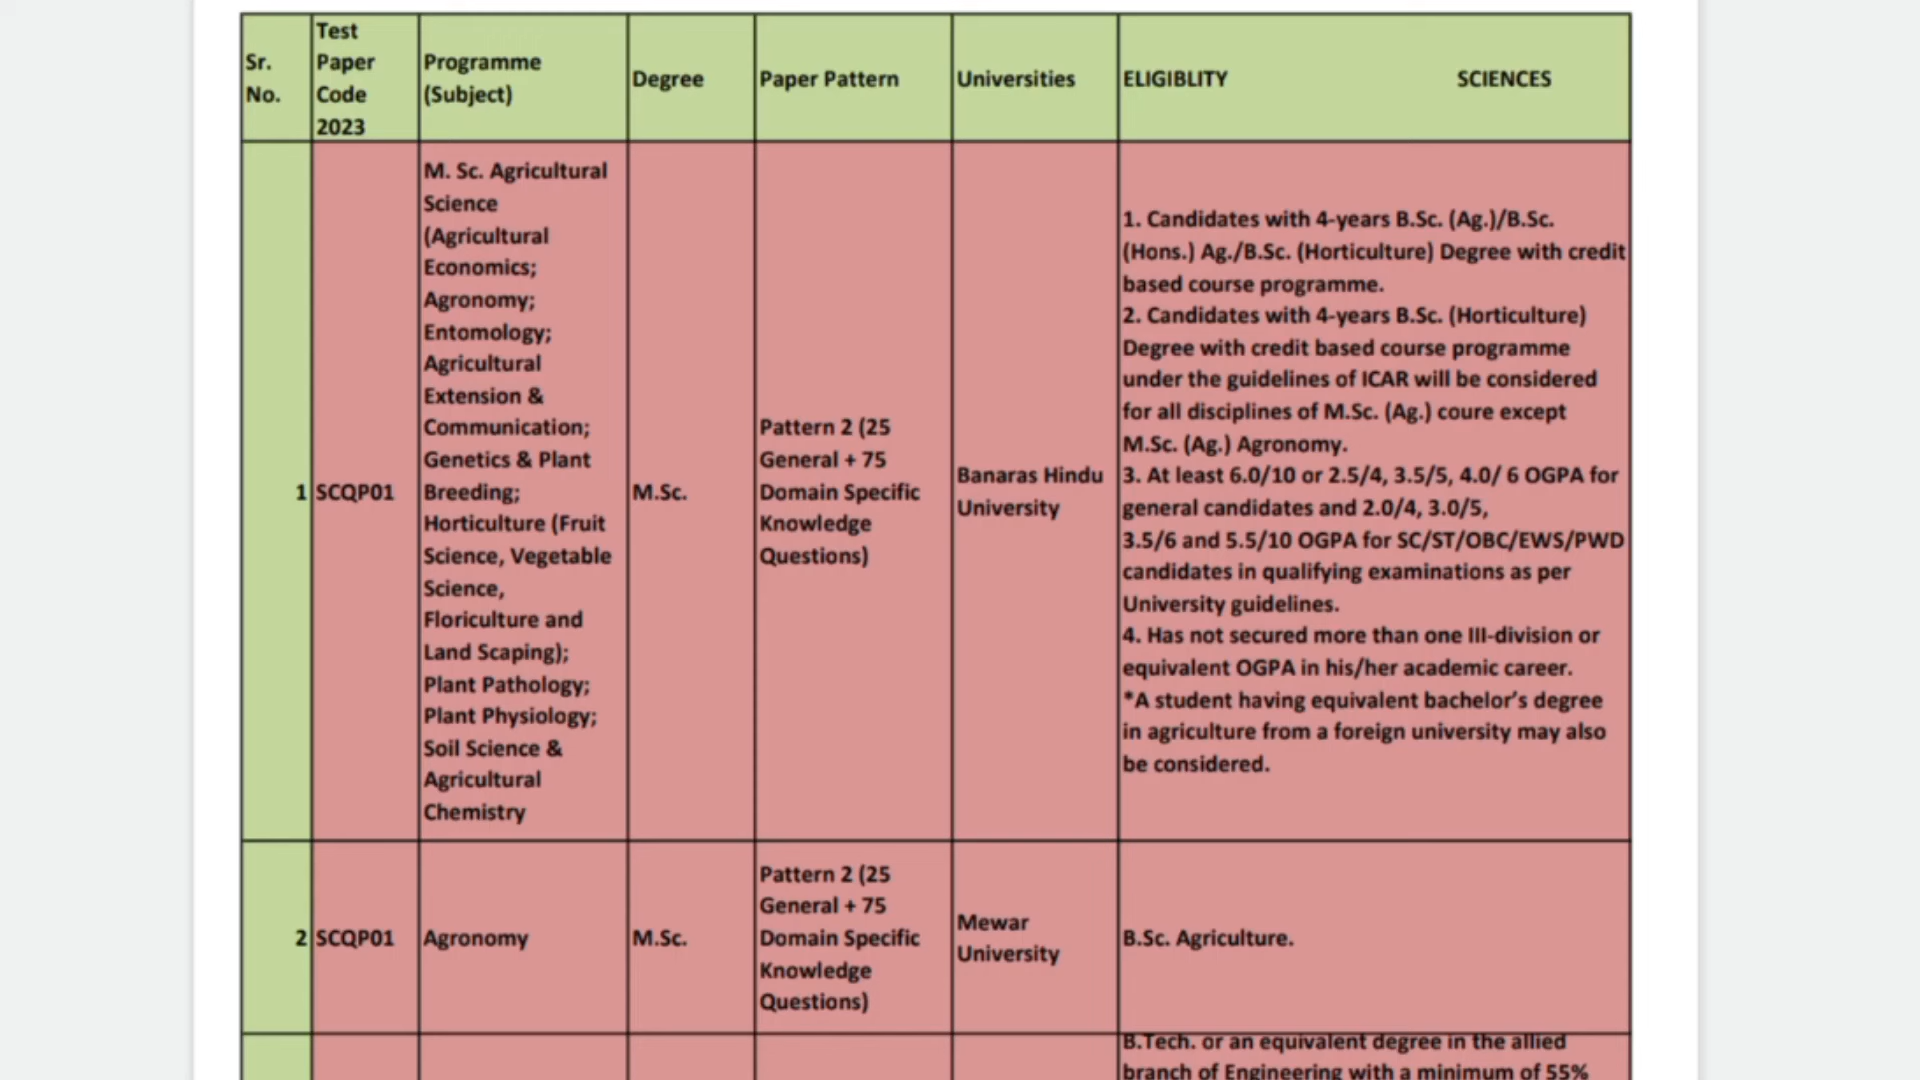 Sr.
No.
Test
Paper
Code
2023
Programme
(Subject)
Degree
Paper Pattern
Universities
ELIGIBLITY SCIENCES
1
SCQP01
M. Sc. Agricultural
Science
(Agricultural
Economics;
Agronomy;
Entomology;
Agricultural
Extension &
Communication;
Genetics & Plant
Breeding;
Horticulture (Fruit
Science, Vegetable
Science,
Floriculture and
Land Scaping);
Plant Pathology;
Plant Physiology;
Soil Science &
Agricultural
Chemistry
M.Sc.
Pattern 2 (25
General + 75
Domain Specific
Knowledge
Questions)
Banaras Hindu
University
1. Candidates with 4-years B.Sc. (Ag.)/B.Sc.
(Hons.) Ag./B.Sc. (Horticulture) Degree with credit
based course programme.
2. Candidates with 4-years B.Sc. (Horticulture)
Degree with credit based course programme
under the guidelines of ICAR will be considered
for all disciplines of M.Sc. (Ag.) coure except
M.Sc. (Ag.) Agronomy.
3. At least 6.0/10 or 2.5/4, 3.5/5, 4.0/ 6 OGPA for
general candidates and 2.0/4, 3.0/5,
3.5/6 and 5.5/10 OGPA for SC/ST/OBC/EWS/PWD
candidates in qualifying examinations as per
University guidelines.
4. Has not secured more than one III-division or
equivalent OGPA in his/her academic career.
*A student having equivalent bachelor's degree
in agriculture from a foreign university may also
be considered.
2
SCQP01
Agronomy
M.Sc.
Pattern 2 (25
General + 75
Domain Specific
Knowledge
Questions)
Mewar
University
B.Sc. Agriculture.
B.Tech. or an equivalent degree in the allied
branch of Engineering with a minimum of 55%